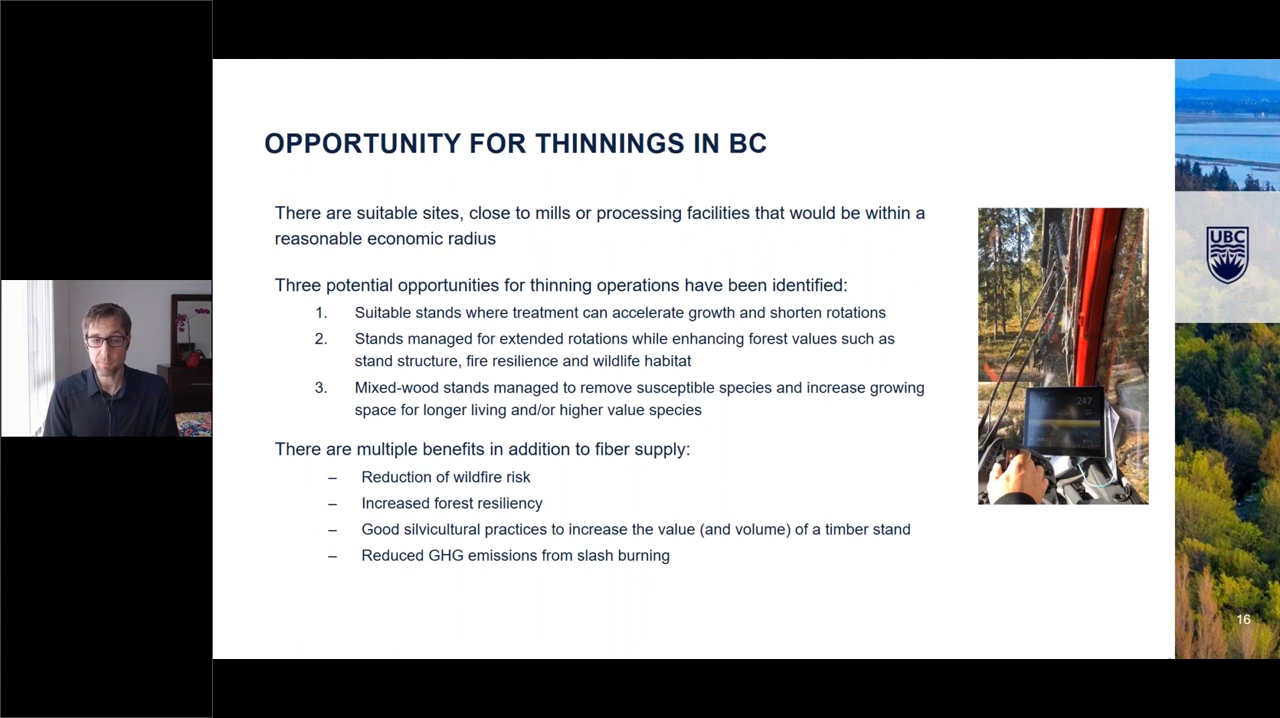 OPPORTUNITY FOR THINNINGS IN BC
There are suitable sites, close to mills or processing facilities that would be within a
reasonable economic radius
Three potential opportunities for thinning operations have been identified:
1. Suitable stands where treatment can accelerate growth and shorten rotations
2. Stands managed for extended rotations while enhancing forest values such as
stand structure, fire resilience and wildlife habitat
3. Mixed-wood stands managed to remove susceptible species and increase growing
space for longer living and/or higher value species
There are multiple benefits in addition to fiber supply:
– Reduction of wildfire risk
– Increased forest resiliency
– Good silvicultural practices to increase the value (and volume) of a timber stand
– Reduced GHG emissions from slash burning
247
UBC
16